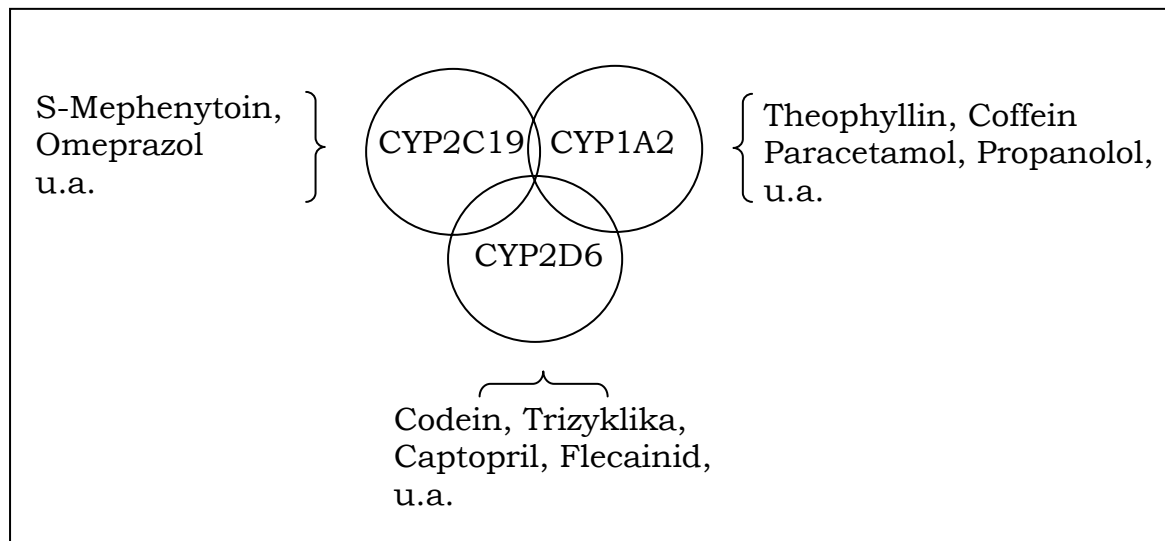 S-Mephenytoin,
Omeprazol
u.a.
CYP2C19
CYP1A2
Theophyllin, Coffein
Paracetamol, Propanolol,
u.a.
CYP2D6
Codein, Trizyklika,
Captopril, Flecainid,
u.a.